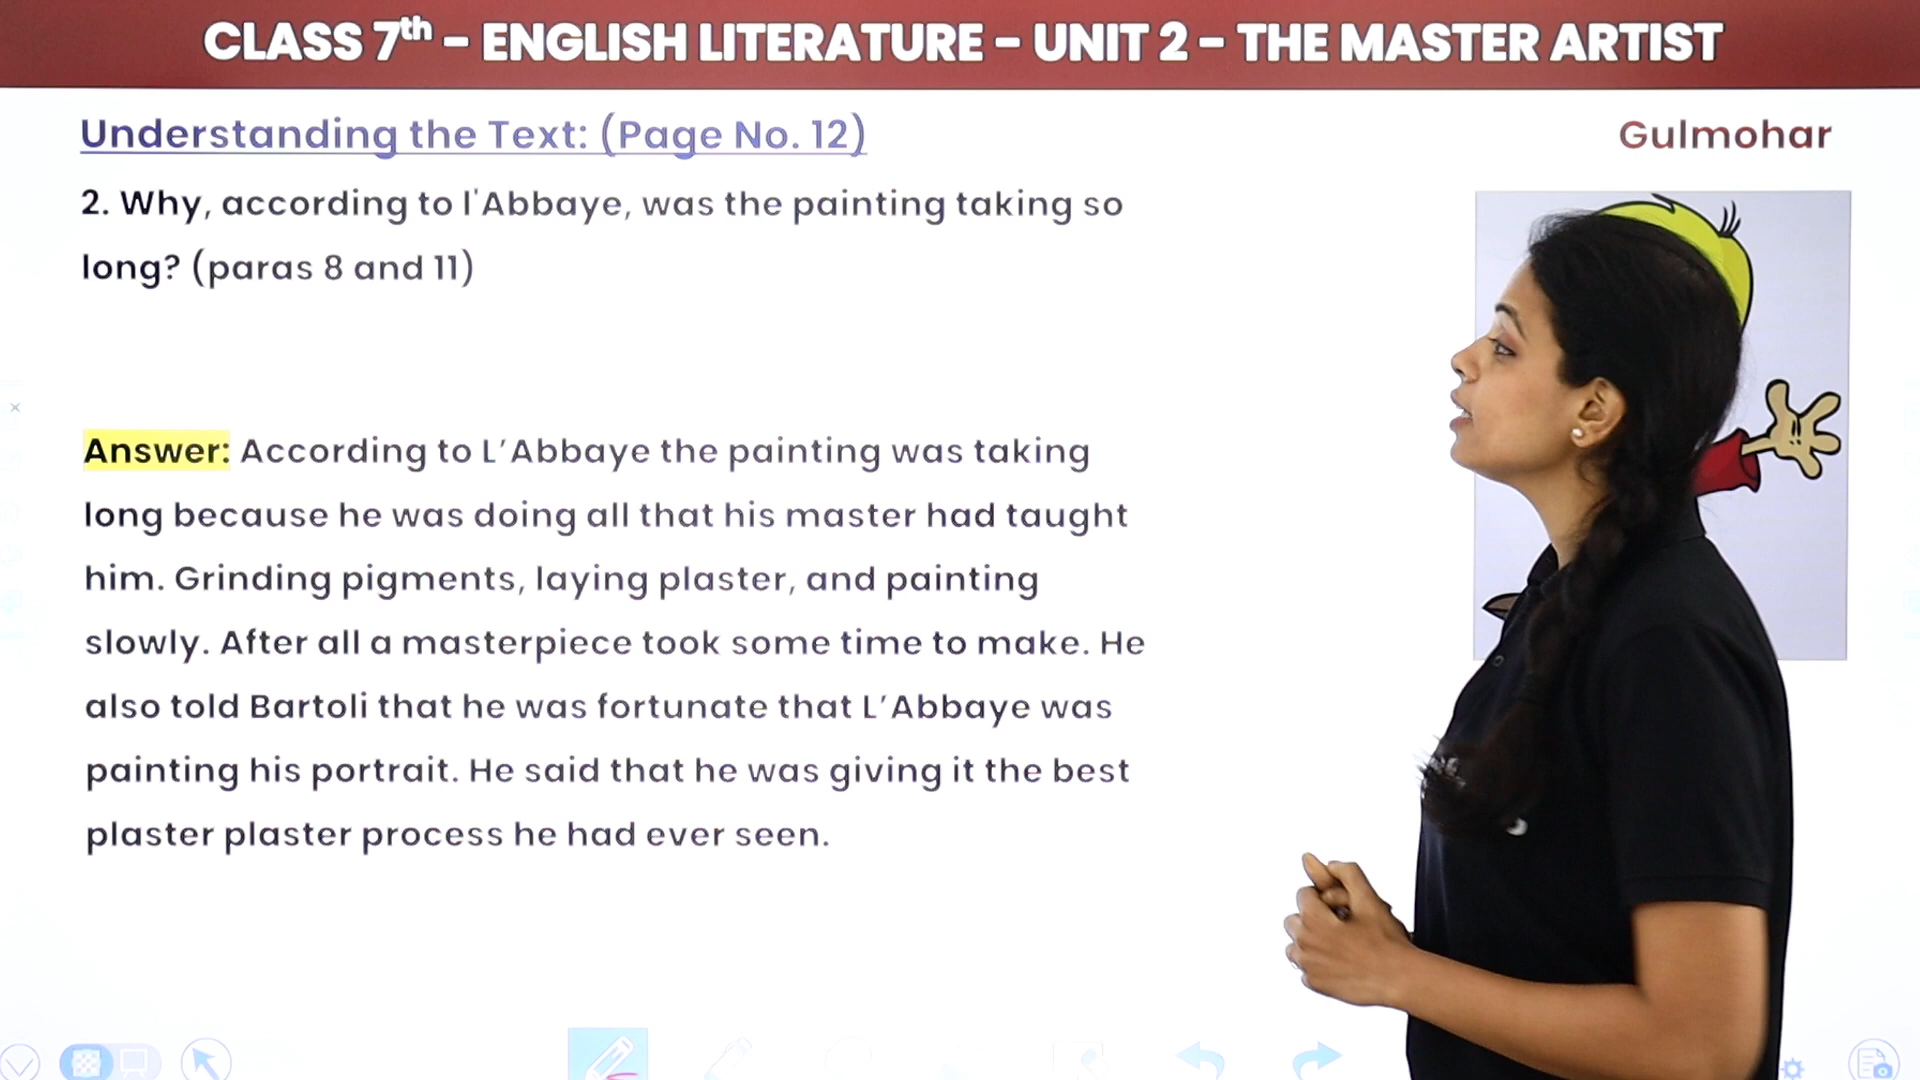 CLASS 7th - ENGLISH LITERATURE - UNIT 2 - THE MASTER ARTIST
Understanding the Text: (Page No. 12)
Gulmohar
2. Why, according to l'Abbaye, was the painting taking so
long? (paras 8 and 11)
Answer: According to L’Abbaye the painting was taking
long because he was doing all that his master had taught
him. Grinding pigments, laying plaster, and painting
slowly. After all a masterpiece took some time to make. He
also told Bartoli that he was fortunate that L’Abbaye was
painting his portrait. He said that he was giving it the best
plaster plaster process he had ever seen.